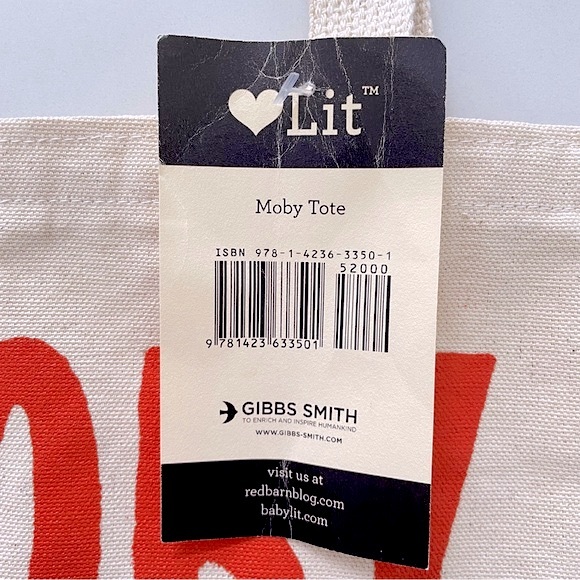 ♥Lit™
Moby Tote
ISBN 978-1-4236-3350-1
52000
9 781423 633501
GIBBS SMITH
TO ENRICH AND INSPIRE HUMANKIND
WWW.GIBBS-SMITH.COM
visit us at
redbarnblog.com
babylit.com